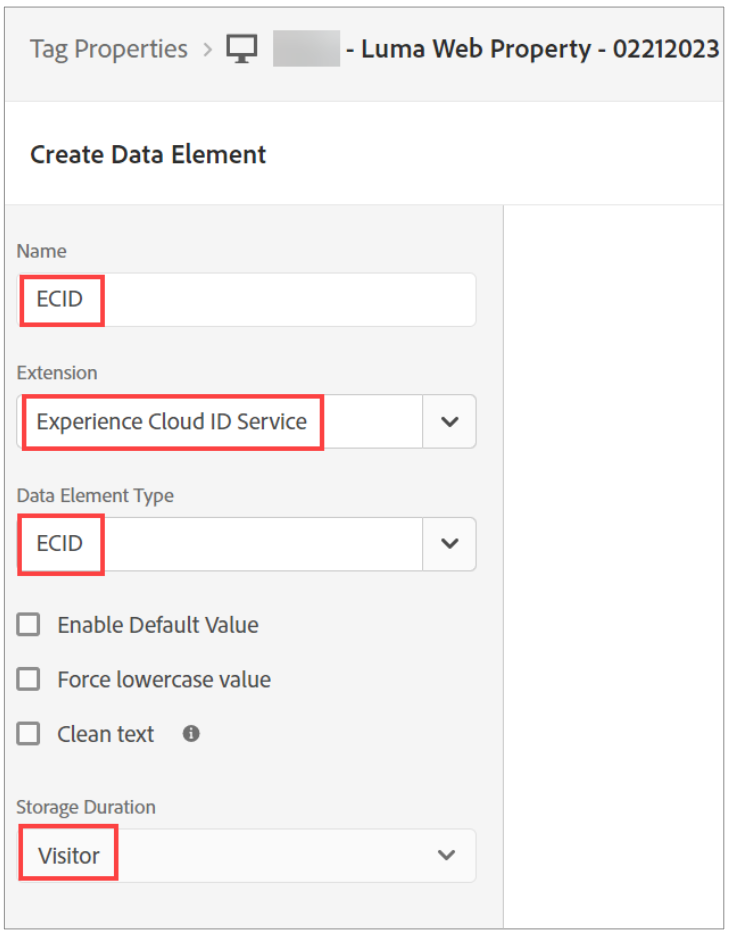 Tag Properties > - Luma Web Property - 02212023
Create Data Element
Name
ECID
Extension
Experience Cloud ID Service
Data Element Type
ECID
Enable Default Value
Force lowercase value
Clean text
Storage Duration
Visitor